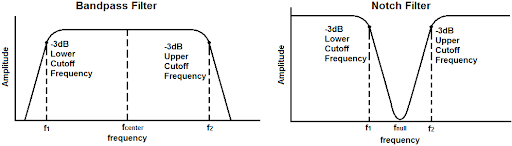 Bandpass Filter
Amplitude
-3dB
Lower
Cutoff
Frequency
-3dB
Upper
Cutoff
Frequency
f1
fcenter
f2
frequency
Notch Filter
Amplitude
-3dB
Lower
Cutoff
Frequency
-3dB
Upper
Cutoff
Frequency
f1
fnull
f2
frequency